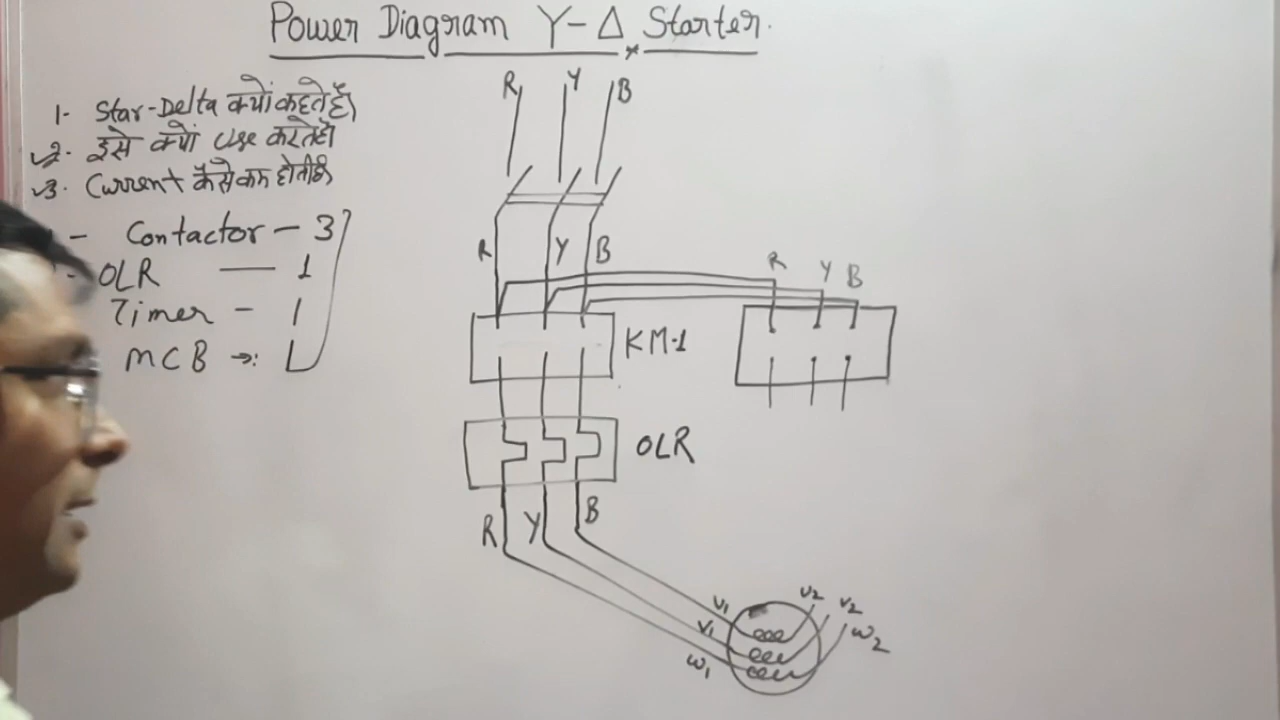 Power Diagram Y-Δ Starter.
1- Star-Delta क्यों कहते हैं।
2- इसे क्यों use करते हैं
3- Current कैसे कम होती है
- Contactor - 3
OLR — 1
Timer - 1
MCB → : 1
R Y B
R Y B
R Y B
KM-1
OLR
R Y B
U2
V1
V2
V1
W2
W1